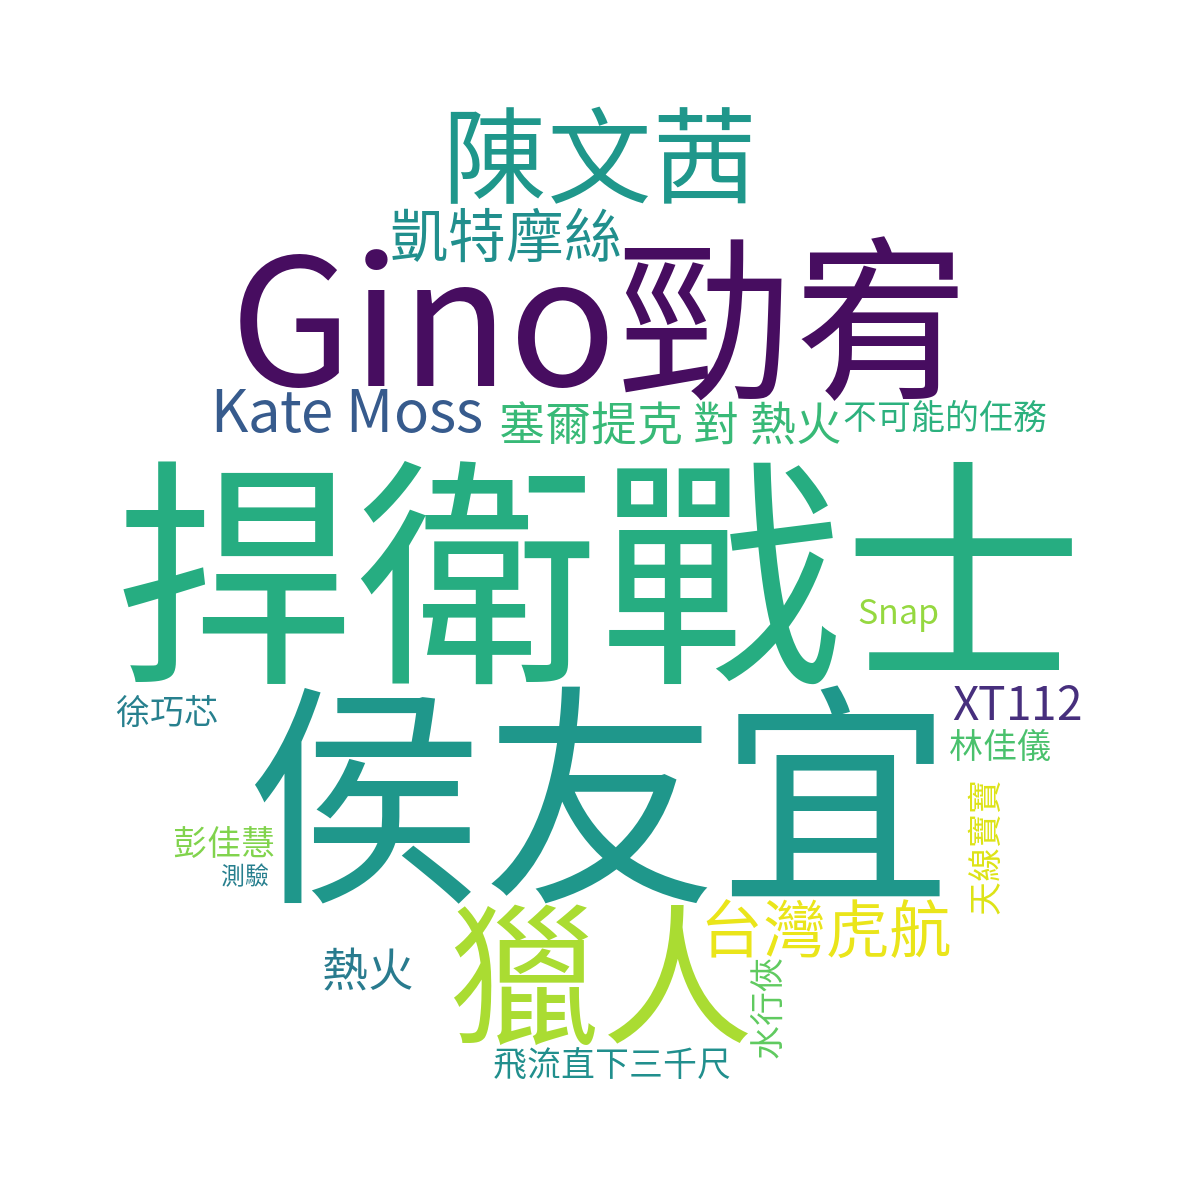 陳文茜
凱特摩絲
Gino勁宥
Kate Moss
塞爾提克 對 熱火
不可能的任務
捍衛戰士
Snap
徐巧芯
侯友宜
XT112
林佳儀
天線寶寶
彭佳慧
測驗
台灣虎航
獵人
熱火
水行俠
飛流直下三千尺